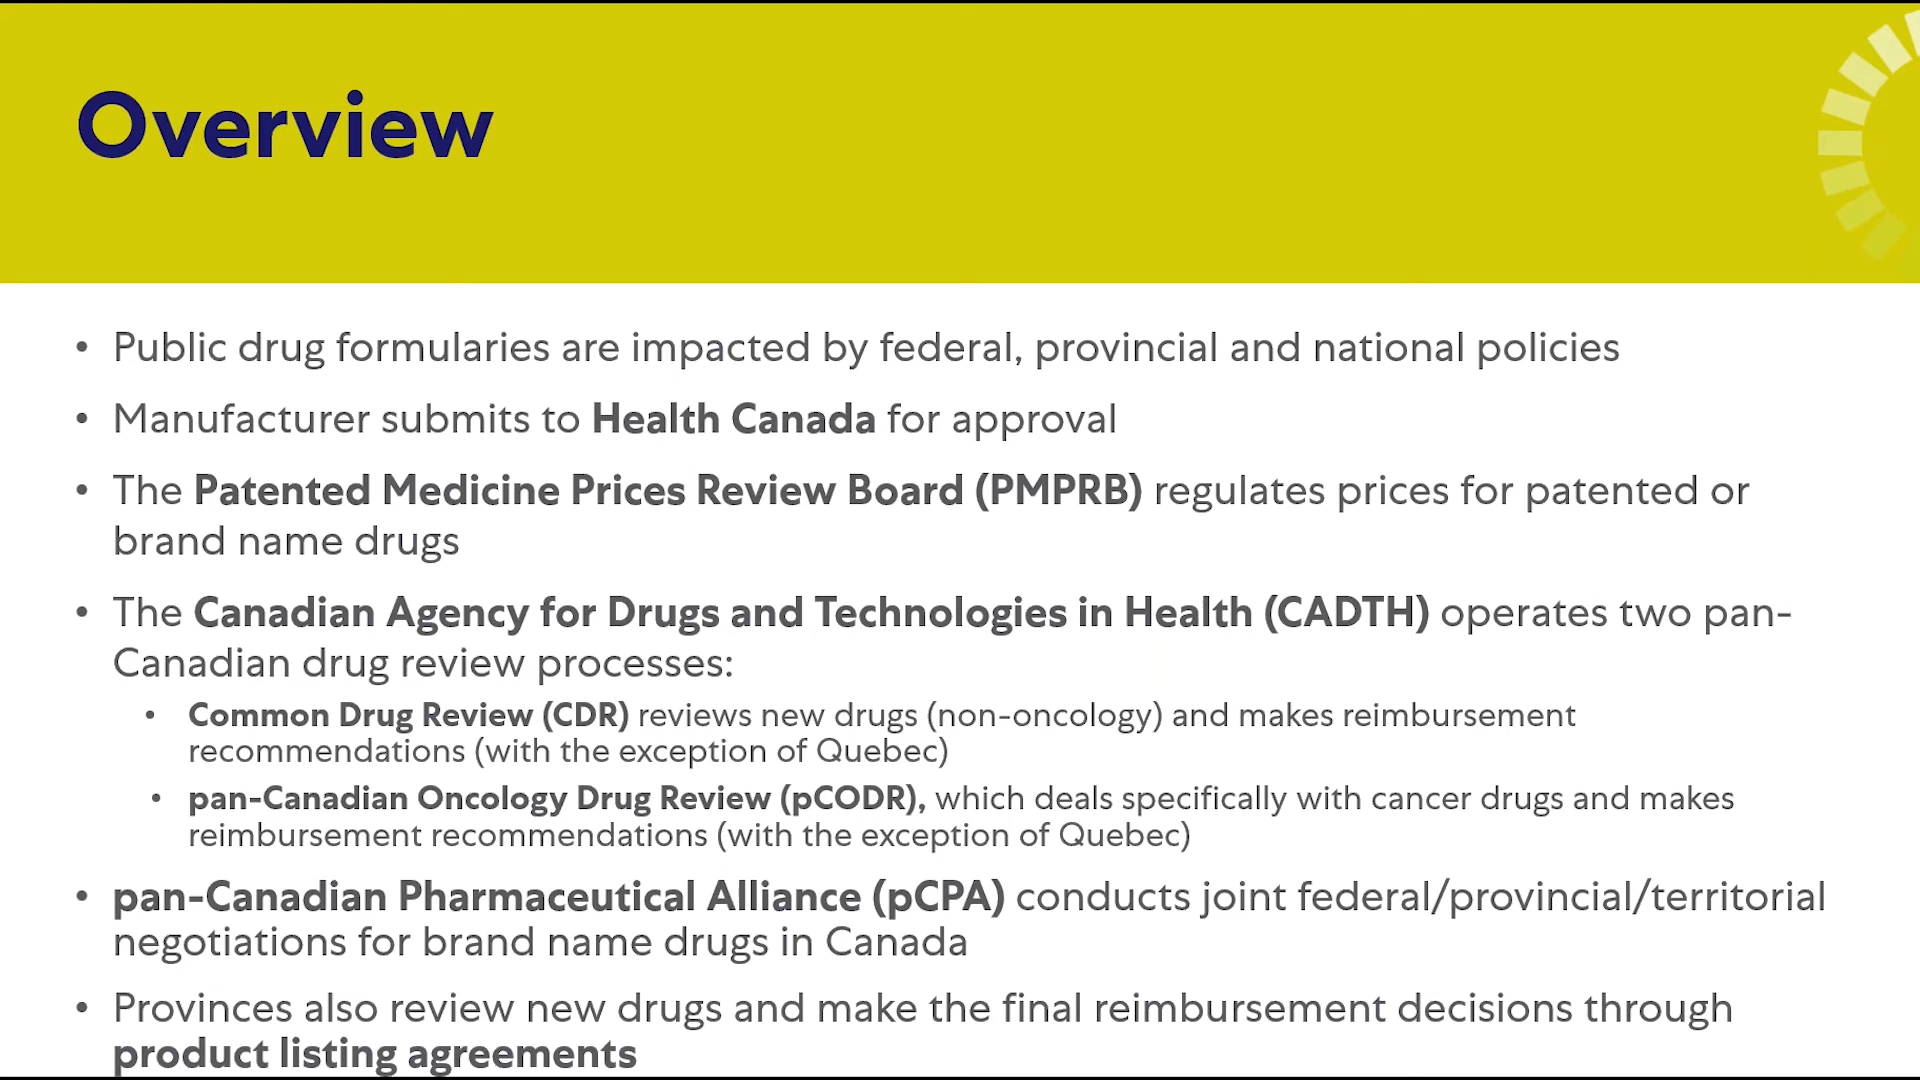 Overview
• Public drug formularies are impacted by federal, provincial and national policies
• Manufacturer submits to Health Canada for approval
• The Patented Medicine Prices Review Board (PMPRB) regulates prices for patented or
brand name drugs
• The Canadian Agency for Drugs and Technologies in Health (CADTH) operates two pan-
Canadian drug review processes:
• Common Drug Review (CDR) reviews new drugs (non-oncology) and makes reimbursement
recommendations (with the exception of Quebec)
• pan-Canadian Oncology Drug Review (pCODR), which deals specifically with cancer drugs and makes
reimbursement recommendations (with the exception of Quebec)
• pan-Canadian Pharmaceutical Alliance (pCPA) conducts joint federal/provincial/territorial
negotiations for brand name drugs in Canada
• Provinces also review new drugs and make the final reimbursement decisions through
product listing agreements